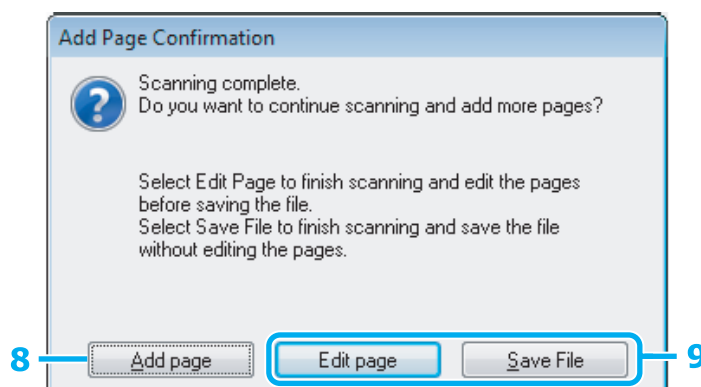 Add Page Confirmation
Scanning complete.
Do you want to continue scanning and add more pages?
Select Edit Page to finish scanning and edit the pages
before saving the file.
Select Save File to finish scanning and save the file
without editing the pages.
8 Add page Edit page Save File 9